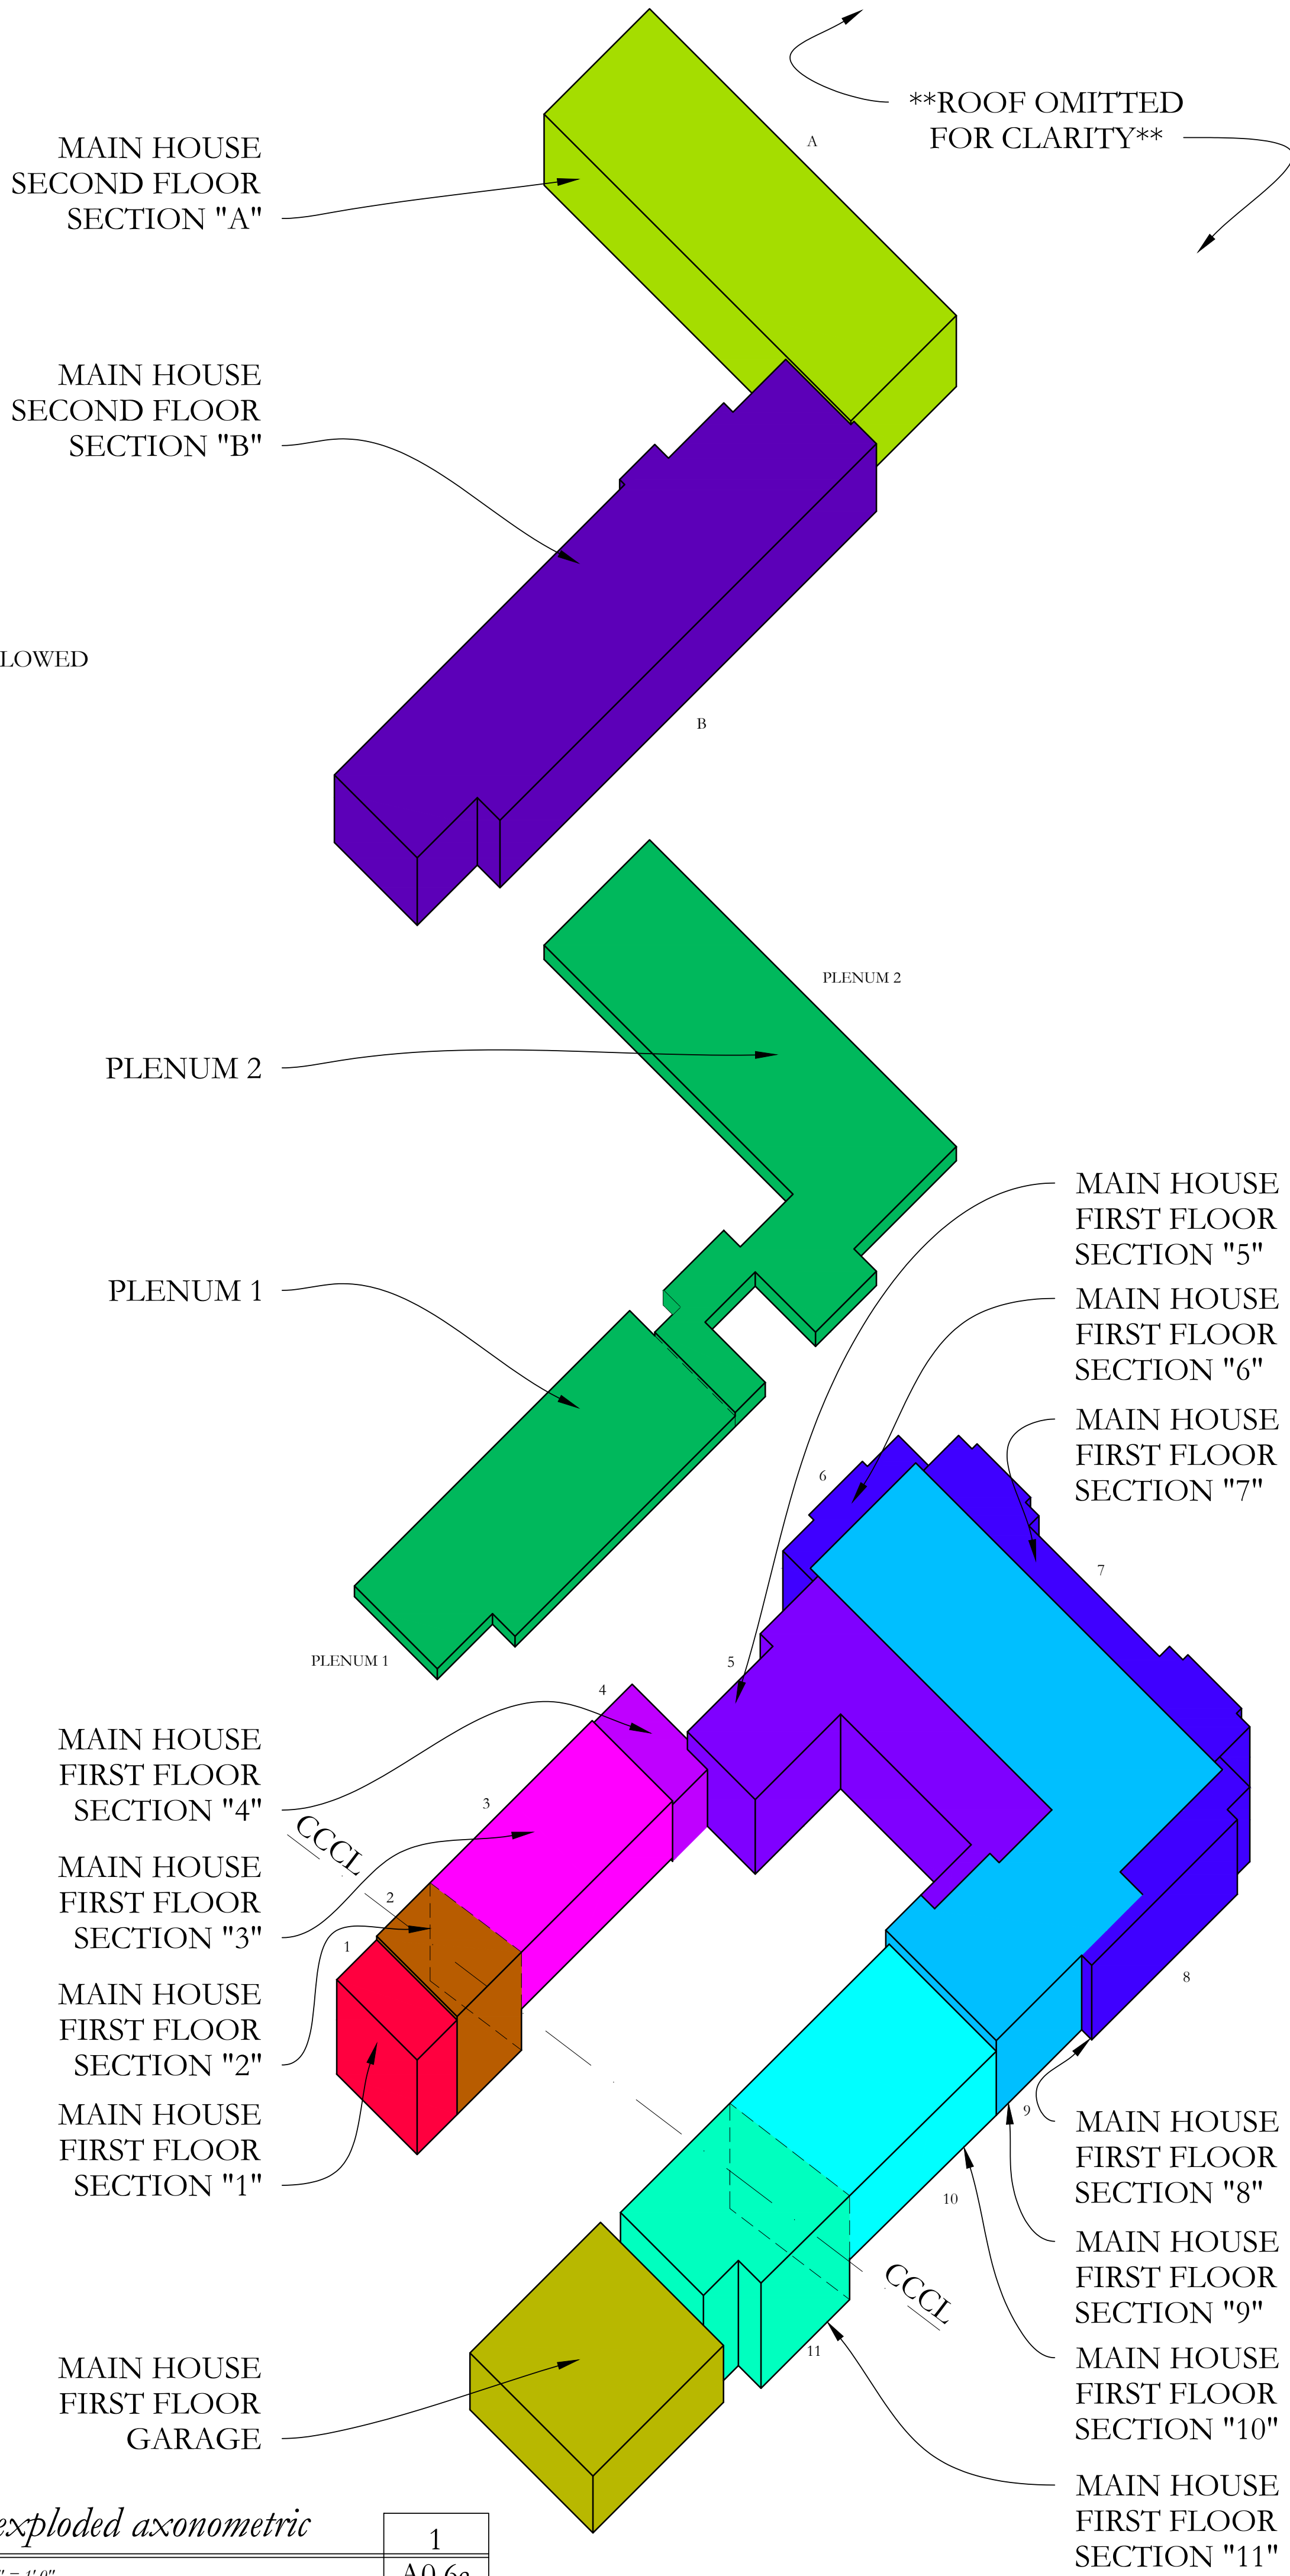 **ROOF OMITTED
FOR CLARITY**
A
MAIN HOUSE
SECOND FLOOR
SECTION "A"
MAIN HOUSE
SECOND FLOOR
SECTION "B"
LOWED
B
PLENUM 2
PLENUM 2
PLENUM 1
PLENUM 1
MAIN HOUSE
FIRST FLOOR
SECTION "5"
MAIN HOUSE
FIRST FLOOR
SECTION "6"
MAIN HOUSE
FIRST FLOOR
SECTION "7"
6
7
5
4
3
2
1
MAIN HOUSE
FIRST FLOOR
SECTION "4"
CCCL
MAIN HOUSE
FIRST FLOOR
SECTION "3"
MAIN HOUSE
FIRST FLOOR
SECTION "2"
MAIN HOUSE
FIRST FLOOR
SECTION "1"
8
9
10
11
CCCL
MAIN HOUSE
FIRST FLOOR
SECTION "8"
MAIN HOUSE
FIRST FLOOR
SECTION "9"
MAIN HOUSE
FIRST FLOOR
SECTION "10"
MAIN HOUSE
FIRST FLOOR
SECTION "11"
MAIN HOUSE
FIRST FLOOR
GARAGE
exploded axonometric
1